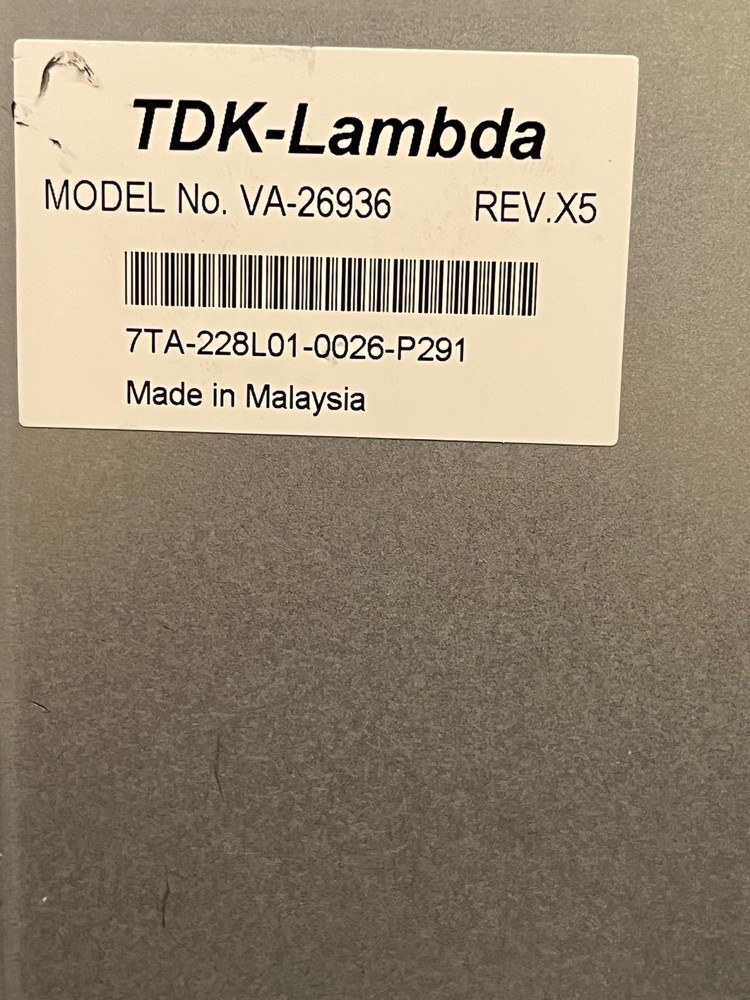 TDK-Lambda
MODEL No. VA-26936 REV.X5
7TA-228L01-0026-P291
Made in Malaysia